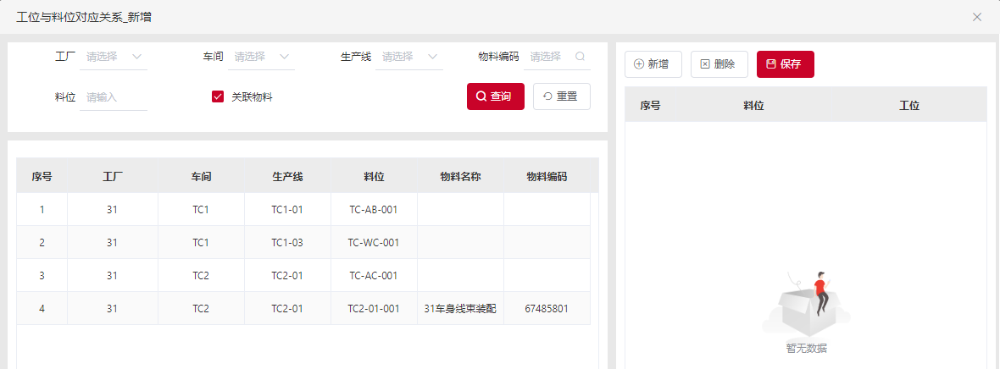 工位与料位对应关系_新增
工厂 请选择 车间 请选择 生产线 请选择 物料编码 请选择
料位 请输入 关联物料 查询 重置
序号 工厂 车间 生产线 料位 物料名称 物料编码
1 31 TC1 TC1-01 TC-AB-001
2 31 TC1 TC1-03 TC-WC-001
3 31 TC2 TC2-01 TC-AC-001
4 31 TC2 TC2-01 TC2-01-001 31车身线束装配 67485801
新增 删除 保存
序号 料位 工位
暂无数据